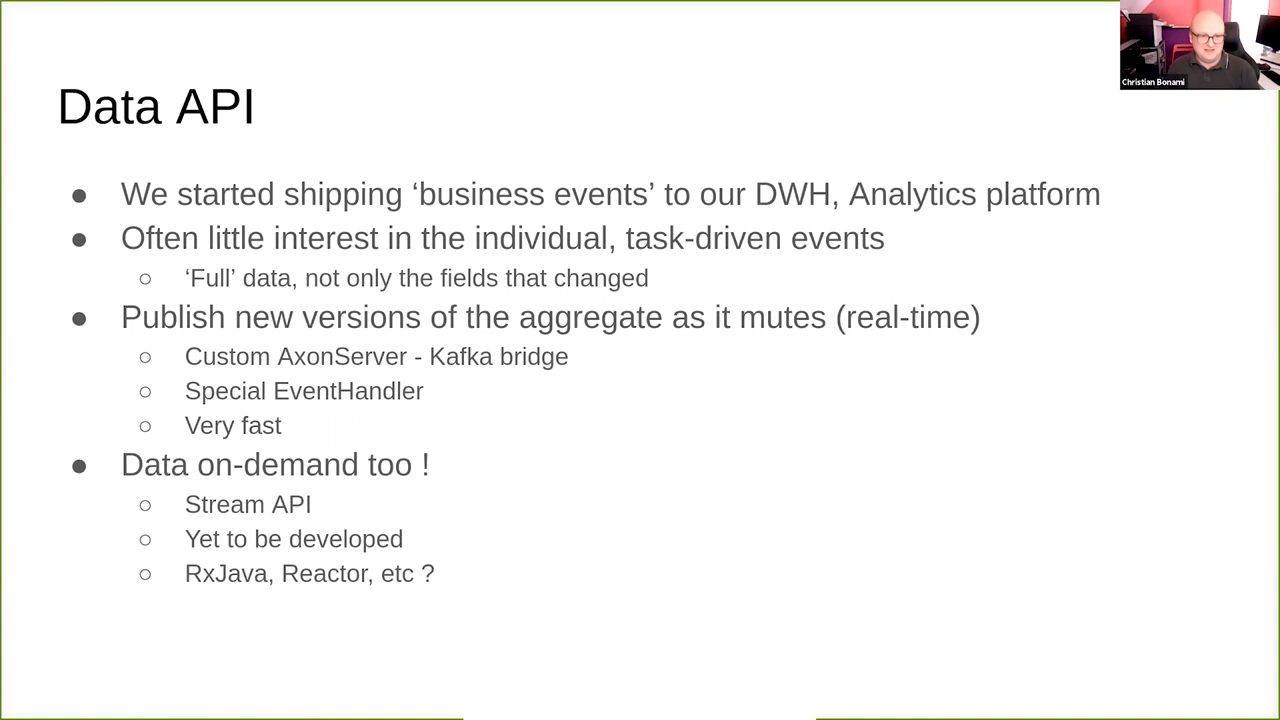 Christian Bonami
Data API
● We started shipping ‘business events’ to our DWH, Analytics platform
● Often little interest in the individual, task-driven events
○ ‘Full’ data, not only the fields that changed
● Publish new versions of the aggregate as it mutes (real-time)
○ Custom AxonServer - Kafka bridge
○ Special EventHandler
○ Very fast
● Data on-demand too !
○ Stream API
○ Yet to be developed
○ RxJava, Reactor, etc ?